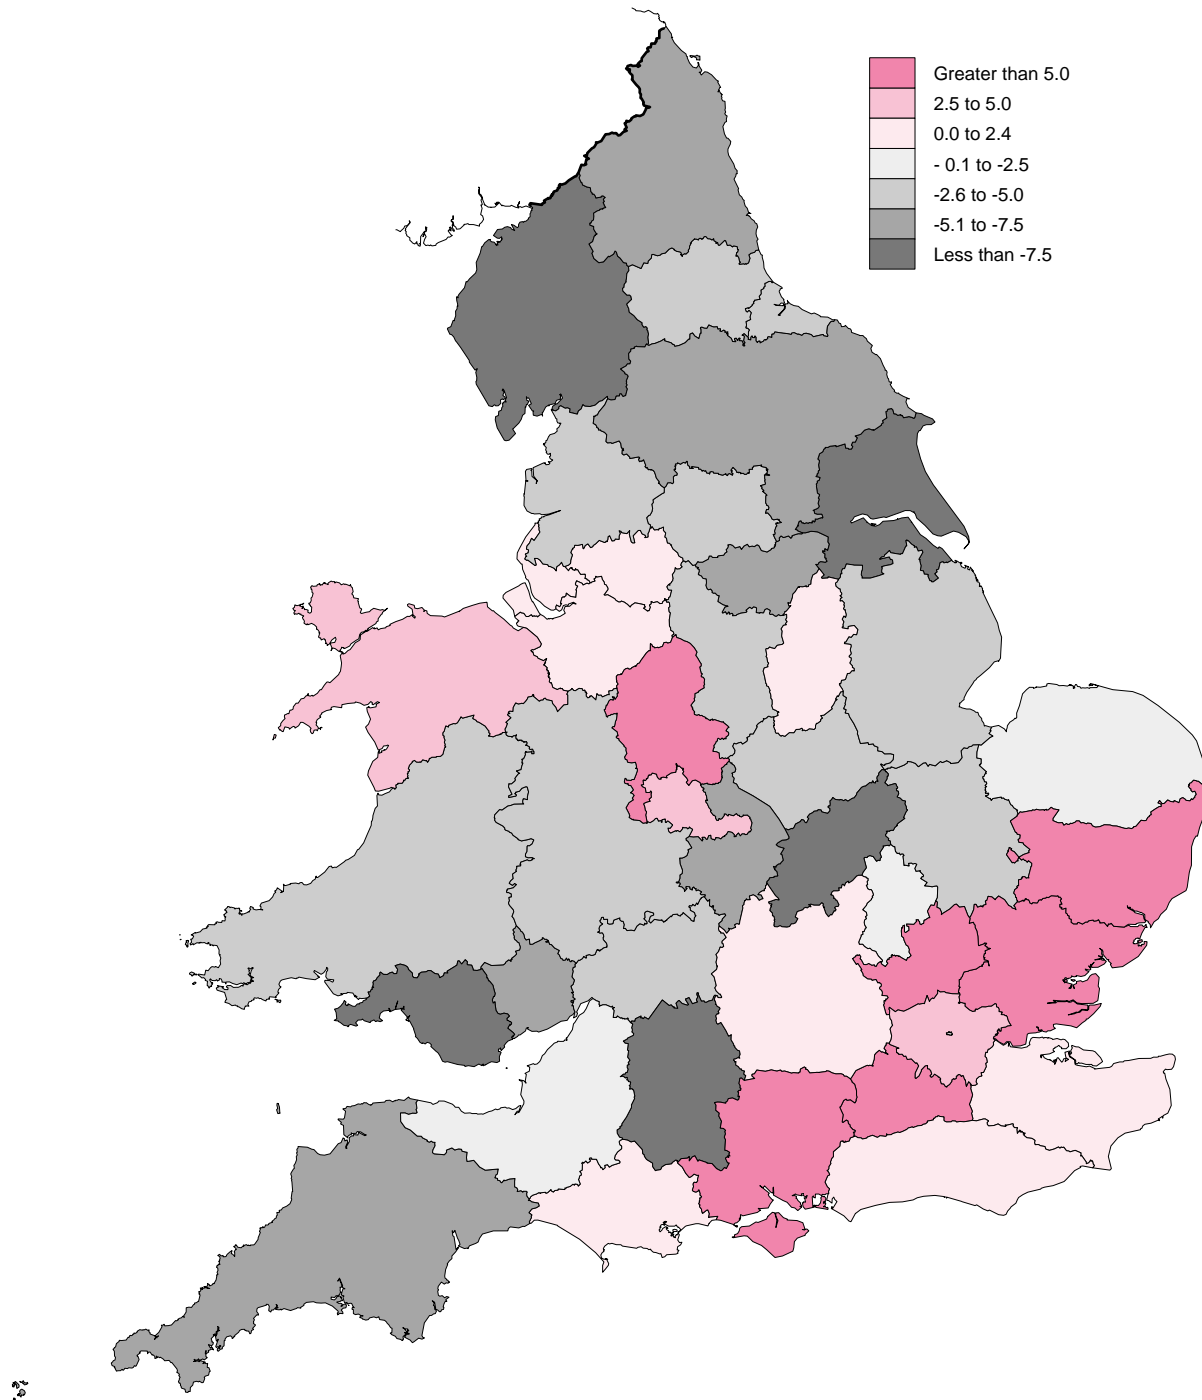 Greater than 5.0
2.5 to 5.0
0.0 to 2.4
- 0.1 to -2.5
-2.6 to -5.0
-5.1 to -7.5
Less than -7.5